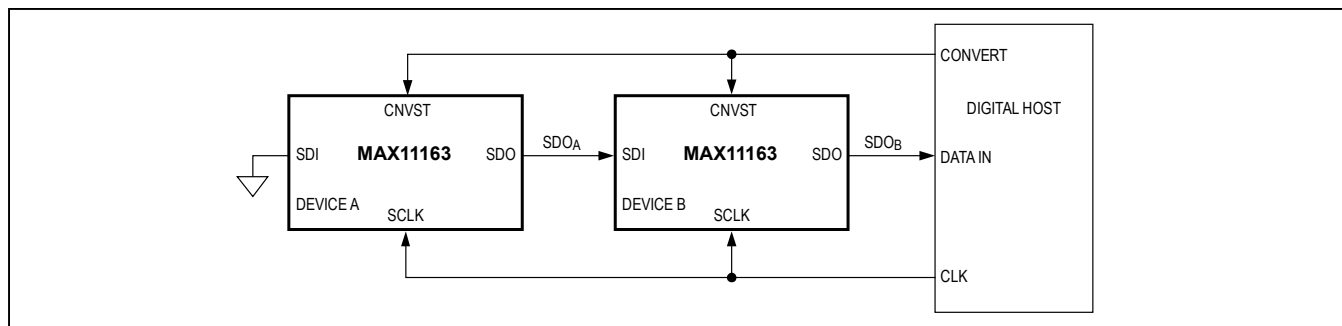 CONVERT
DIGITAL HOST
DATA IN
CLK
CNVST
MAX11163
SDI
SDO
DEVICE A
SCLK
SDOA
CNVST
MAX11163
SDI
SDO
DEVICE B
SCLK
SDOB